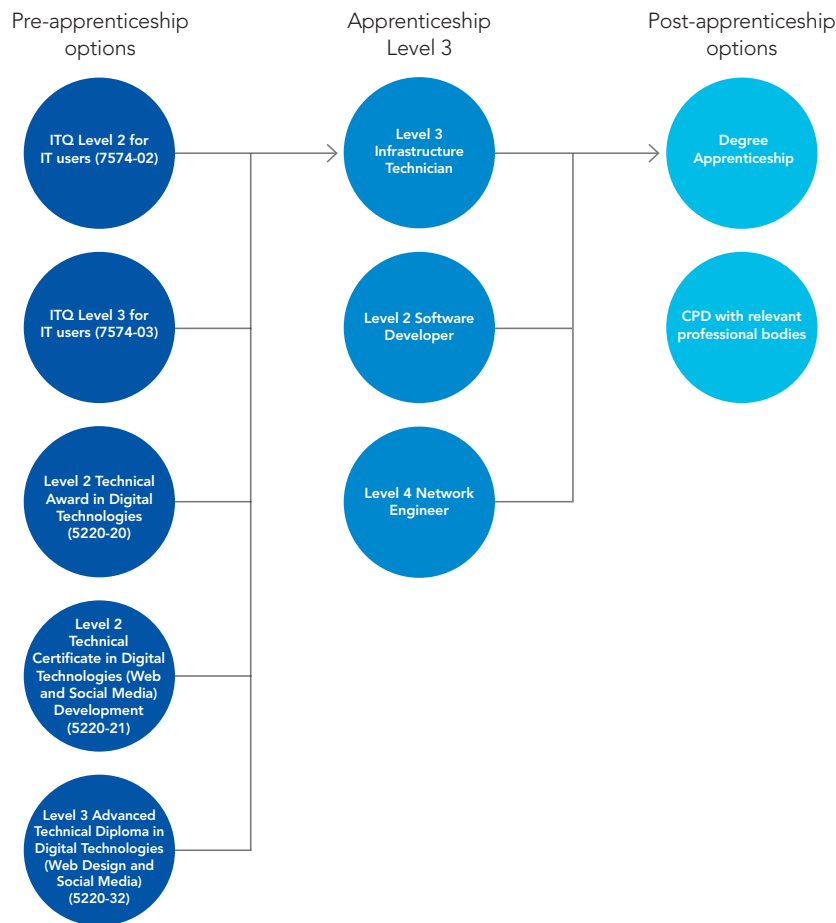 Pre-apprenticeship
options
Apprenticeship
Level 3
Post-apprenticeship
options
ITQ Level 2 for
IT users (7574-02)
Level 3
Infrastructure
Technician
Degree
Apprenticeship
ITQ Level 3 for
IT users (7574-03)
Level 2 Software
Developer
CPD with relevant
professional bodies
Level 2 Technical
Award in Digital
Technologies
(5220-20)
Level 4 Network
Engineer
Level 2
Technical
Certificate in Digital
Technologies (Web
and Social Media)
Development
(5220-21)
Level 3 Advanced
Technical Diploma in
Digital Technologies
(Web Design and
Social Media)
(5220-32)